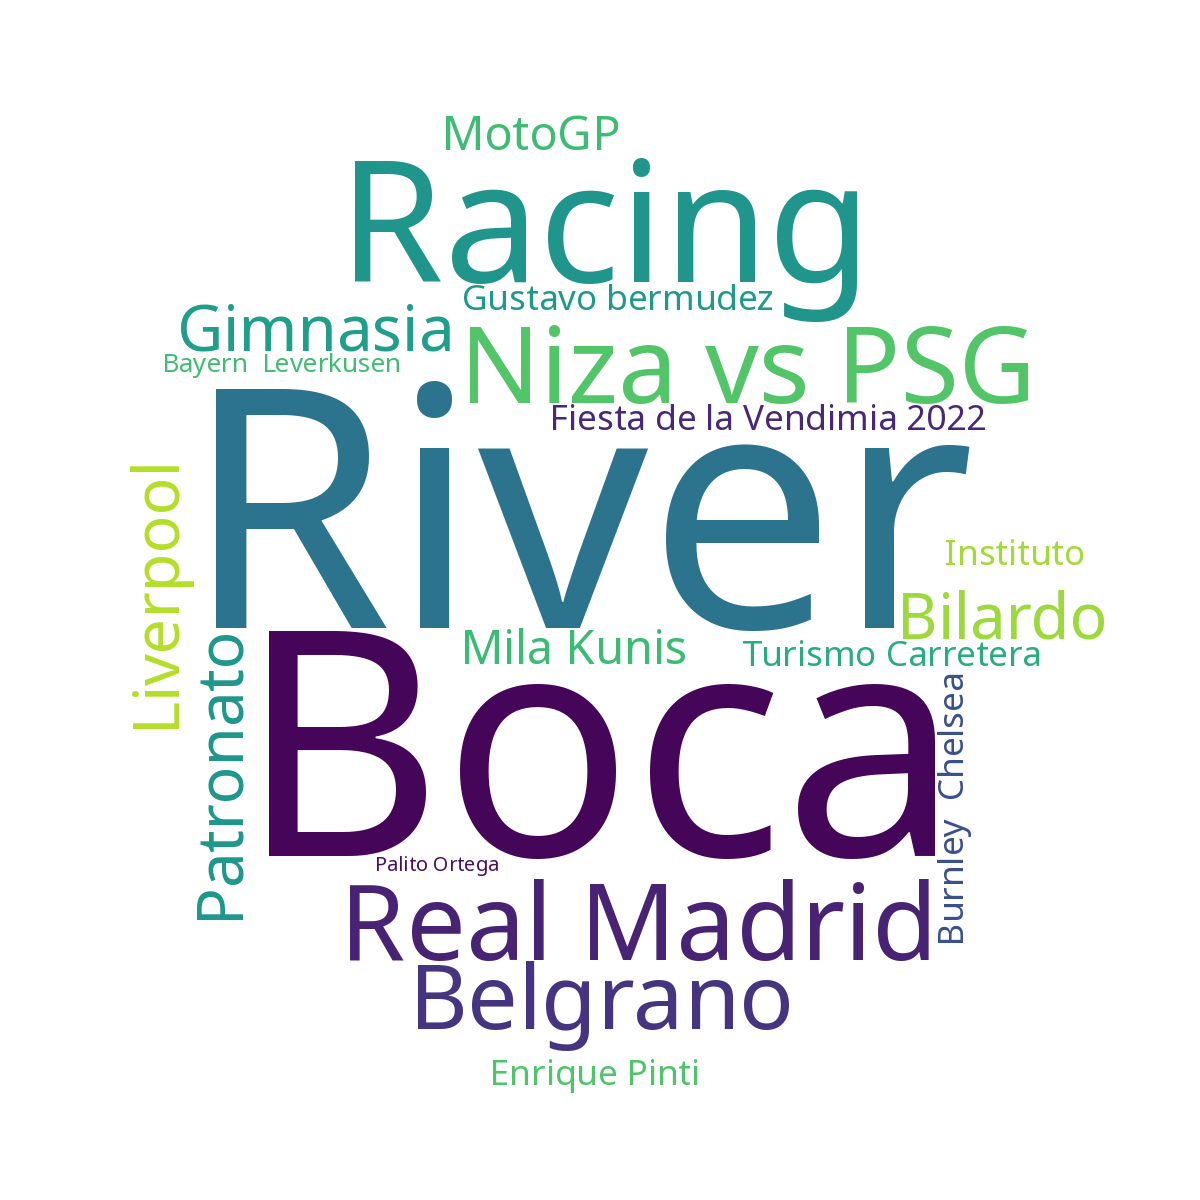 MotoGP
Racing
Gustavo bermudez
Gimnasia
Niza vs PSG
Bayern  Leverkusen
Fiesta de la Vendimia 2022
River
Liverpool
Instituto
Bilardo
Mila Kunis
Turismo Carretera
Patronato
Boca
Burnley  Chelsea
Palito Ortega
Real Madrid
Belgrano
Enrique Pinti